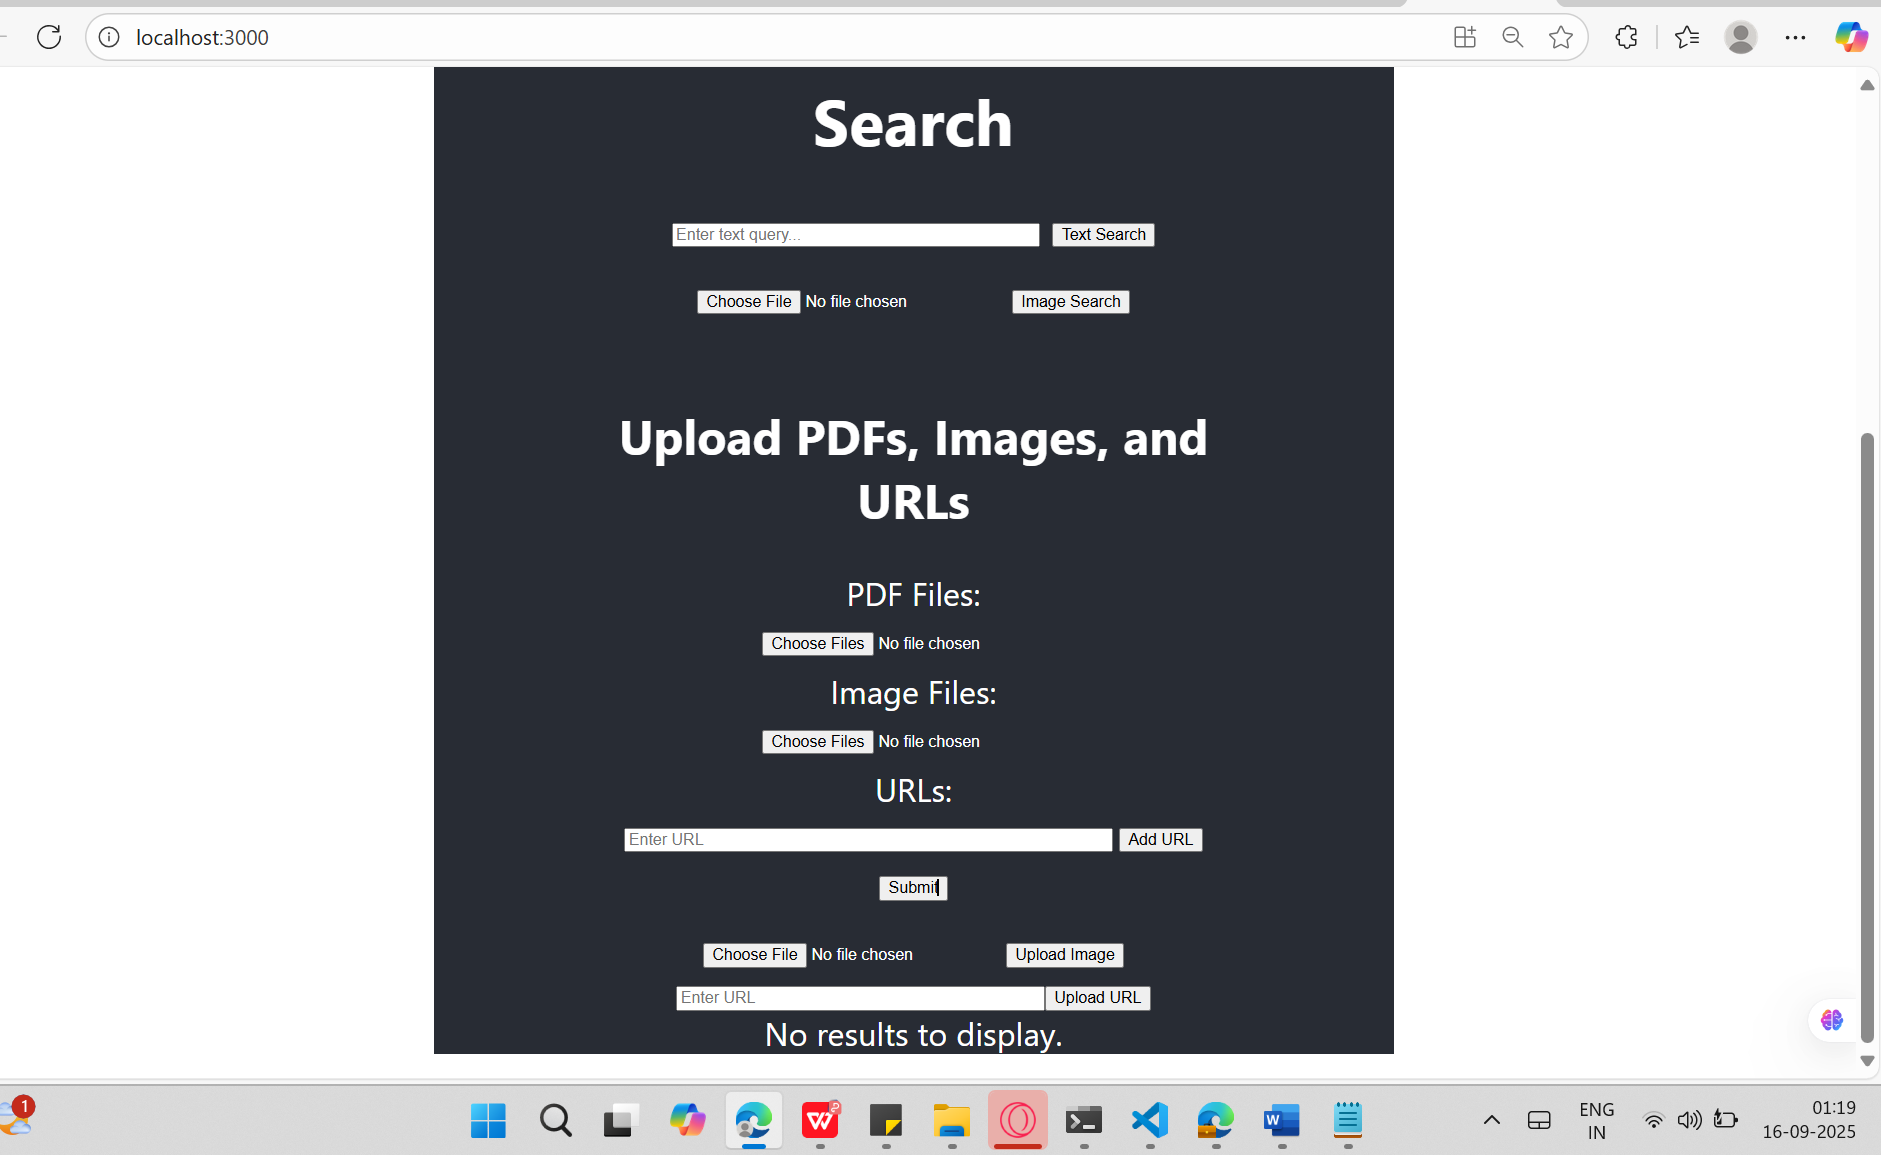 localhost:3000
Search
Enter text query... Text Search
Choose File No file chosen Image Search
Upload PDFs, Images, and
URLs
PDF Files:
Choose Files No file chosen
Image Files:
Choose Files No file chosen
URLs:
Enter URL Add URL
Submit
Choose File No file chosen Upload Image
Enter URL Upload URL
No results to display.
1
W
W
ENG
IN
01:19
16-09-2025